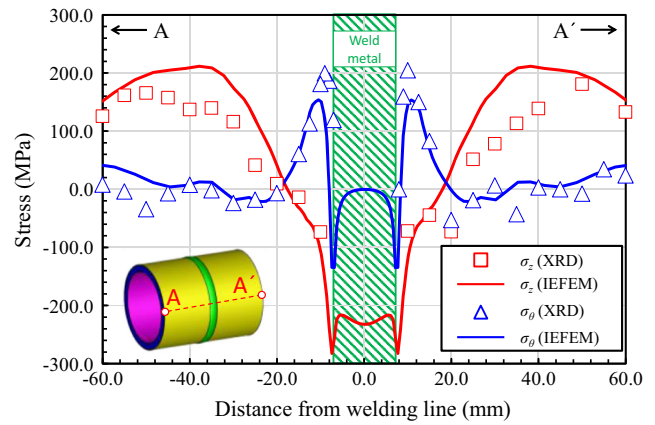 300.0
200.0
100.0
0.0
-100.0
-200.0
-300.0
Stress (MPa)
A
A´
Weld
metal
A
A´
σz (XRD)
σz (IEFEM)
σθ (XRD)
σθ (IEFEM)
-60.0 -40.0 -20.0 0.0 20.0 40.0 60.0
Distance from welding line (mm)